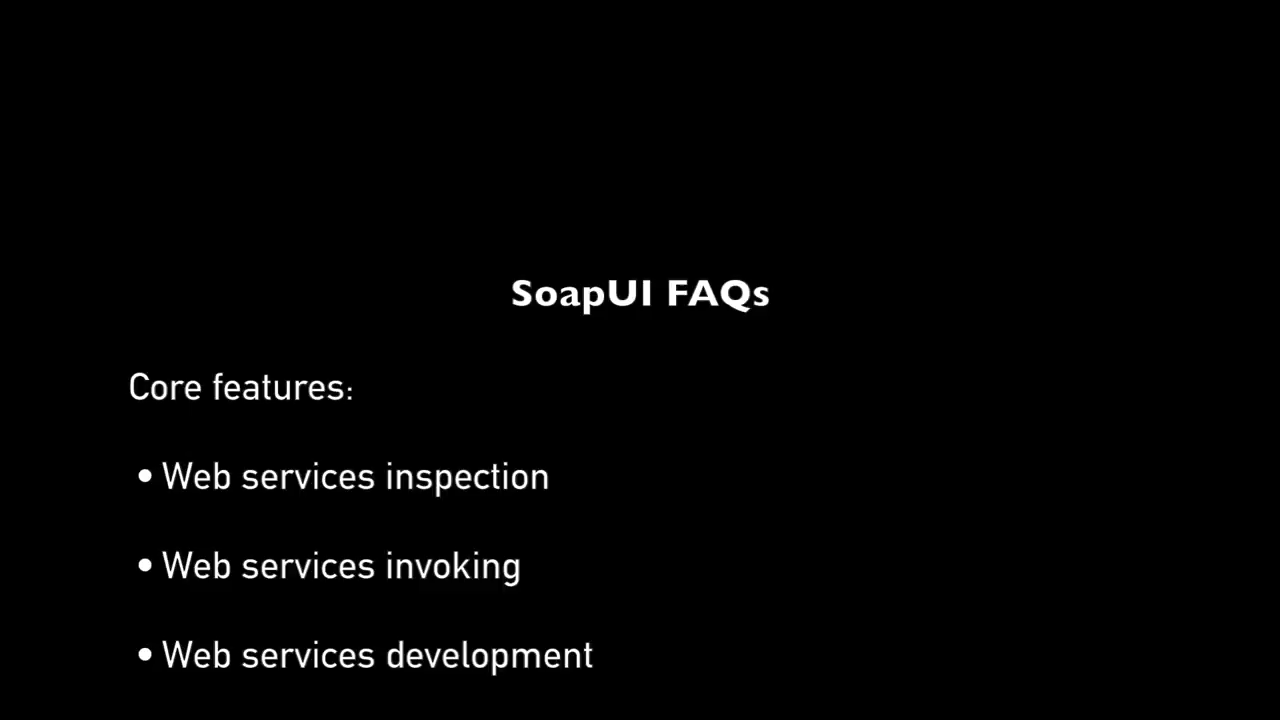 SoapUI FAQs
Core features:
• Web services inspection
• Web services invoking
• Web services development